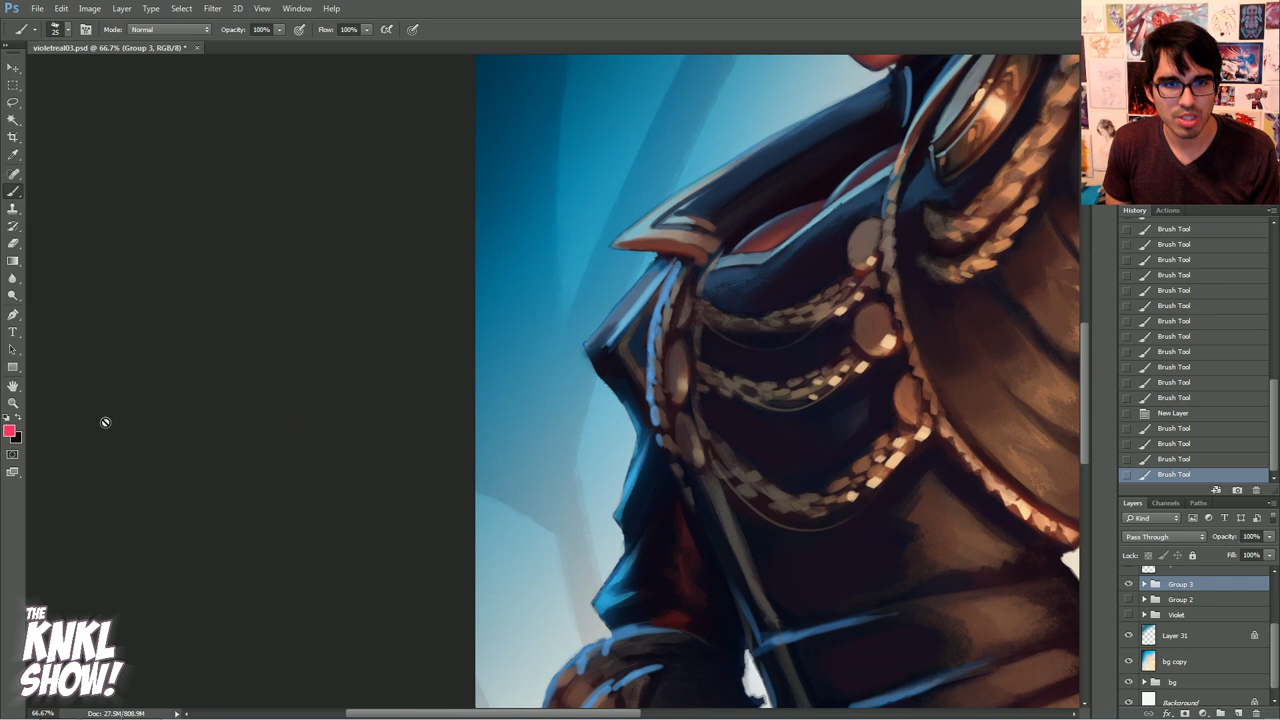 Ps File Edit Image Layer Type Select Filter 3D View Window Help
25 Mode: Normal Opacity: 100% Flow: 100%
violetreal03.psd @ 66.7% (Group 3, RGB/8) * ×
History Actions
Brush Tool
Brush Tool
Brush Tool
Brush Tool
Brush Tool
Brush Tool
Brush Tool
Brush Tool
Brush Tool
Brush Tool
Brush Tool
Brush Tool
New Layer
Brush Tool
Brush Tool
Brush Tool
Brush Tool
Layers Channels Paths
Kind
Pass Through Opacity: 100%
Lock: Fill: 100%
Group 3
Group 2
Violet
Layer 31
bg copy
bg
Background
THE
KNKL
SHOW!
66.67% Doc: 27.5M/808.9M